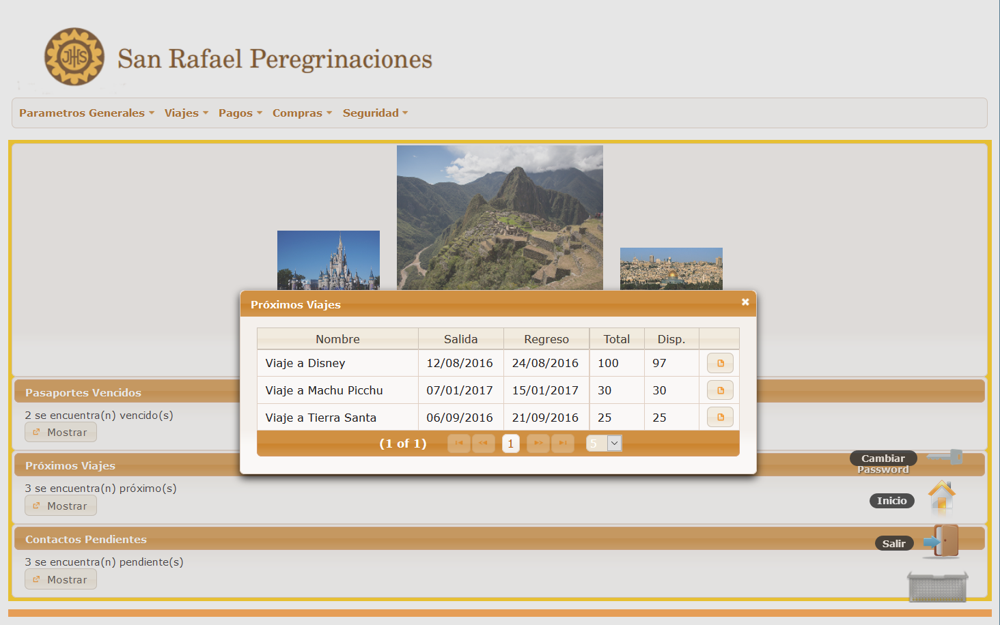 JHS
San Rafael Peregrinaciones
Parametros Generales Viajes Pagos Compras Seguridad
Próximos Viajes
Nombre Salida Regreso Total Disp.
Viaje a Disney 12/08/2016 24/08/2016 100 97
Viaje a Machu Picchu 07/01/2017 15/01/2017 30 30
Viaje a Tierra Santa 06/09/2016 21/09/2016 25 25
(1 of 1) 1 5
Pasaportes Vencidos
2 se encuentra(n) vencido(s)
Mostrar
Próximos Viajes
3 se encuentra(n) próximo(s)
Mostrar
Contactos Pendientes
3 se encuentra(n) pendiente(s)
Mostrar
Cambiar
Password
Inicio
Salir